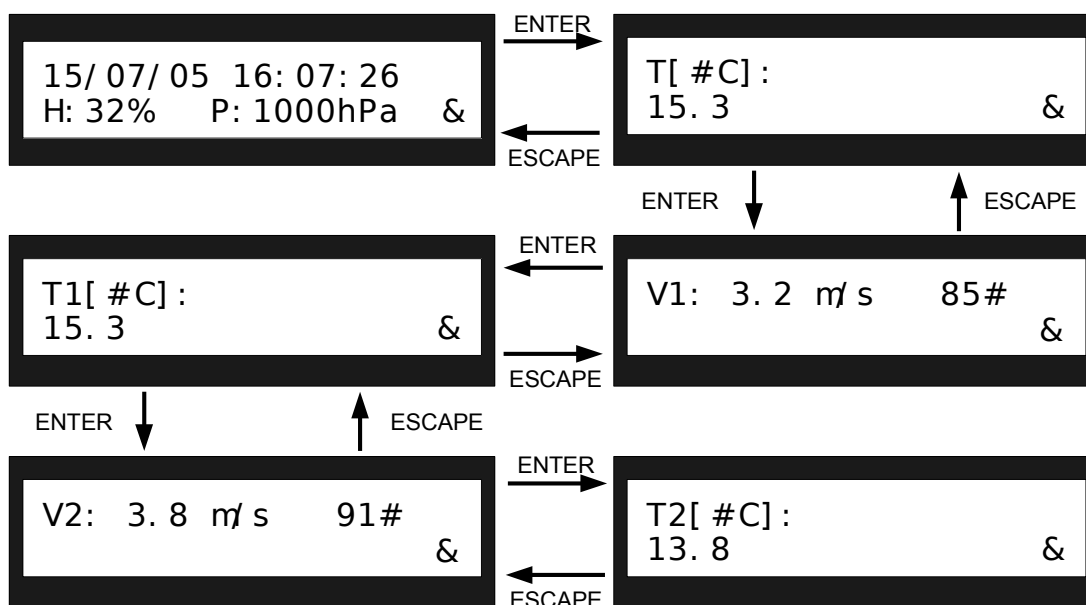 ENTER
15/07/05 16:07:26
H: 32% P: 1000hPa &
T[#C]:
15.3 &
ESCAPE
ENTER
ESCAPE
ENTER
T1[#C]:
15.3 &
V1: 3.2 m/s 85#
&
ESCAPE
ENTER
ESCAPE
ENTER
V2: 3.8 m/s 91#
&
T2[#C]:
13.8 &
ESCAPE